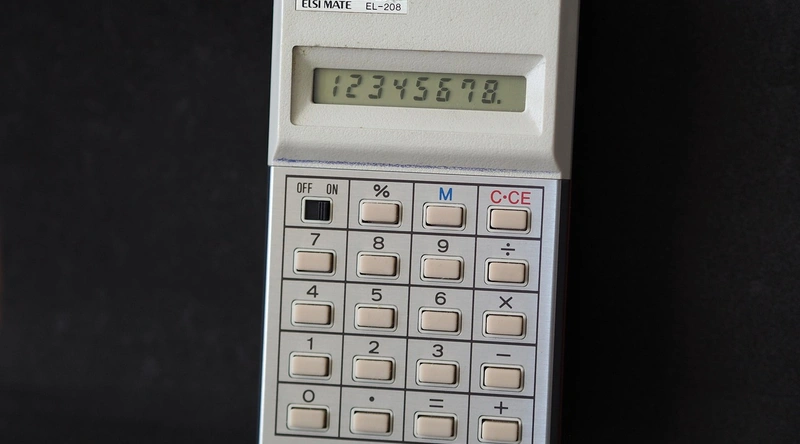 ELSI MATE EL-208
12345678.
OFF ON % M C•CE
7 8 9 ÷
4 5 6 ×
1 2 3 −
0 • = +